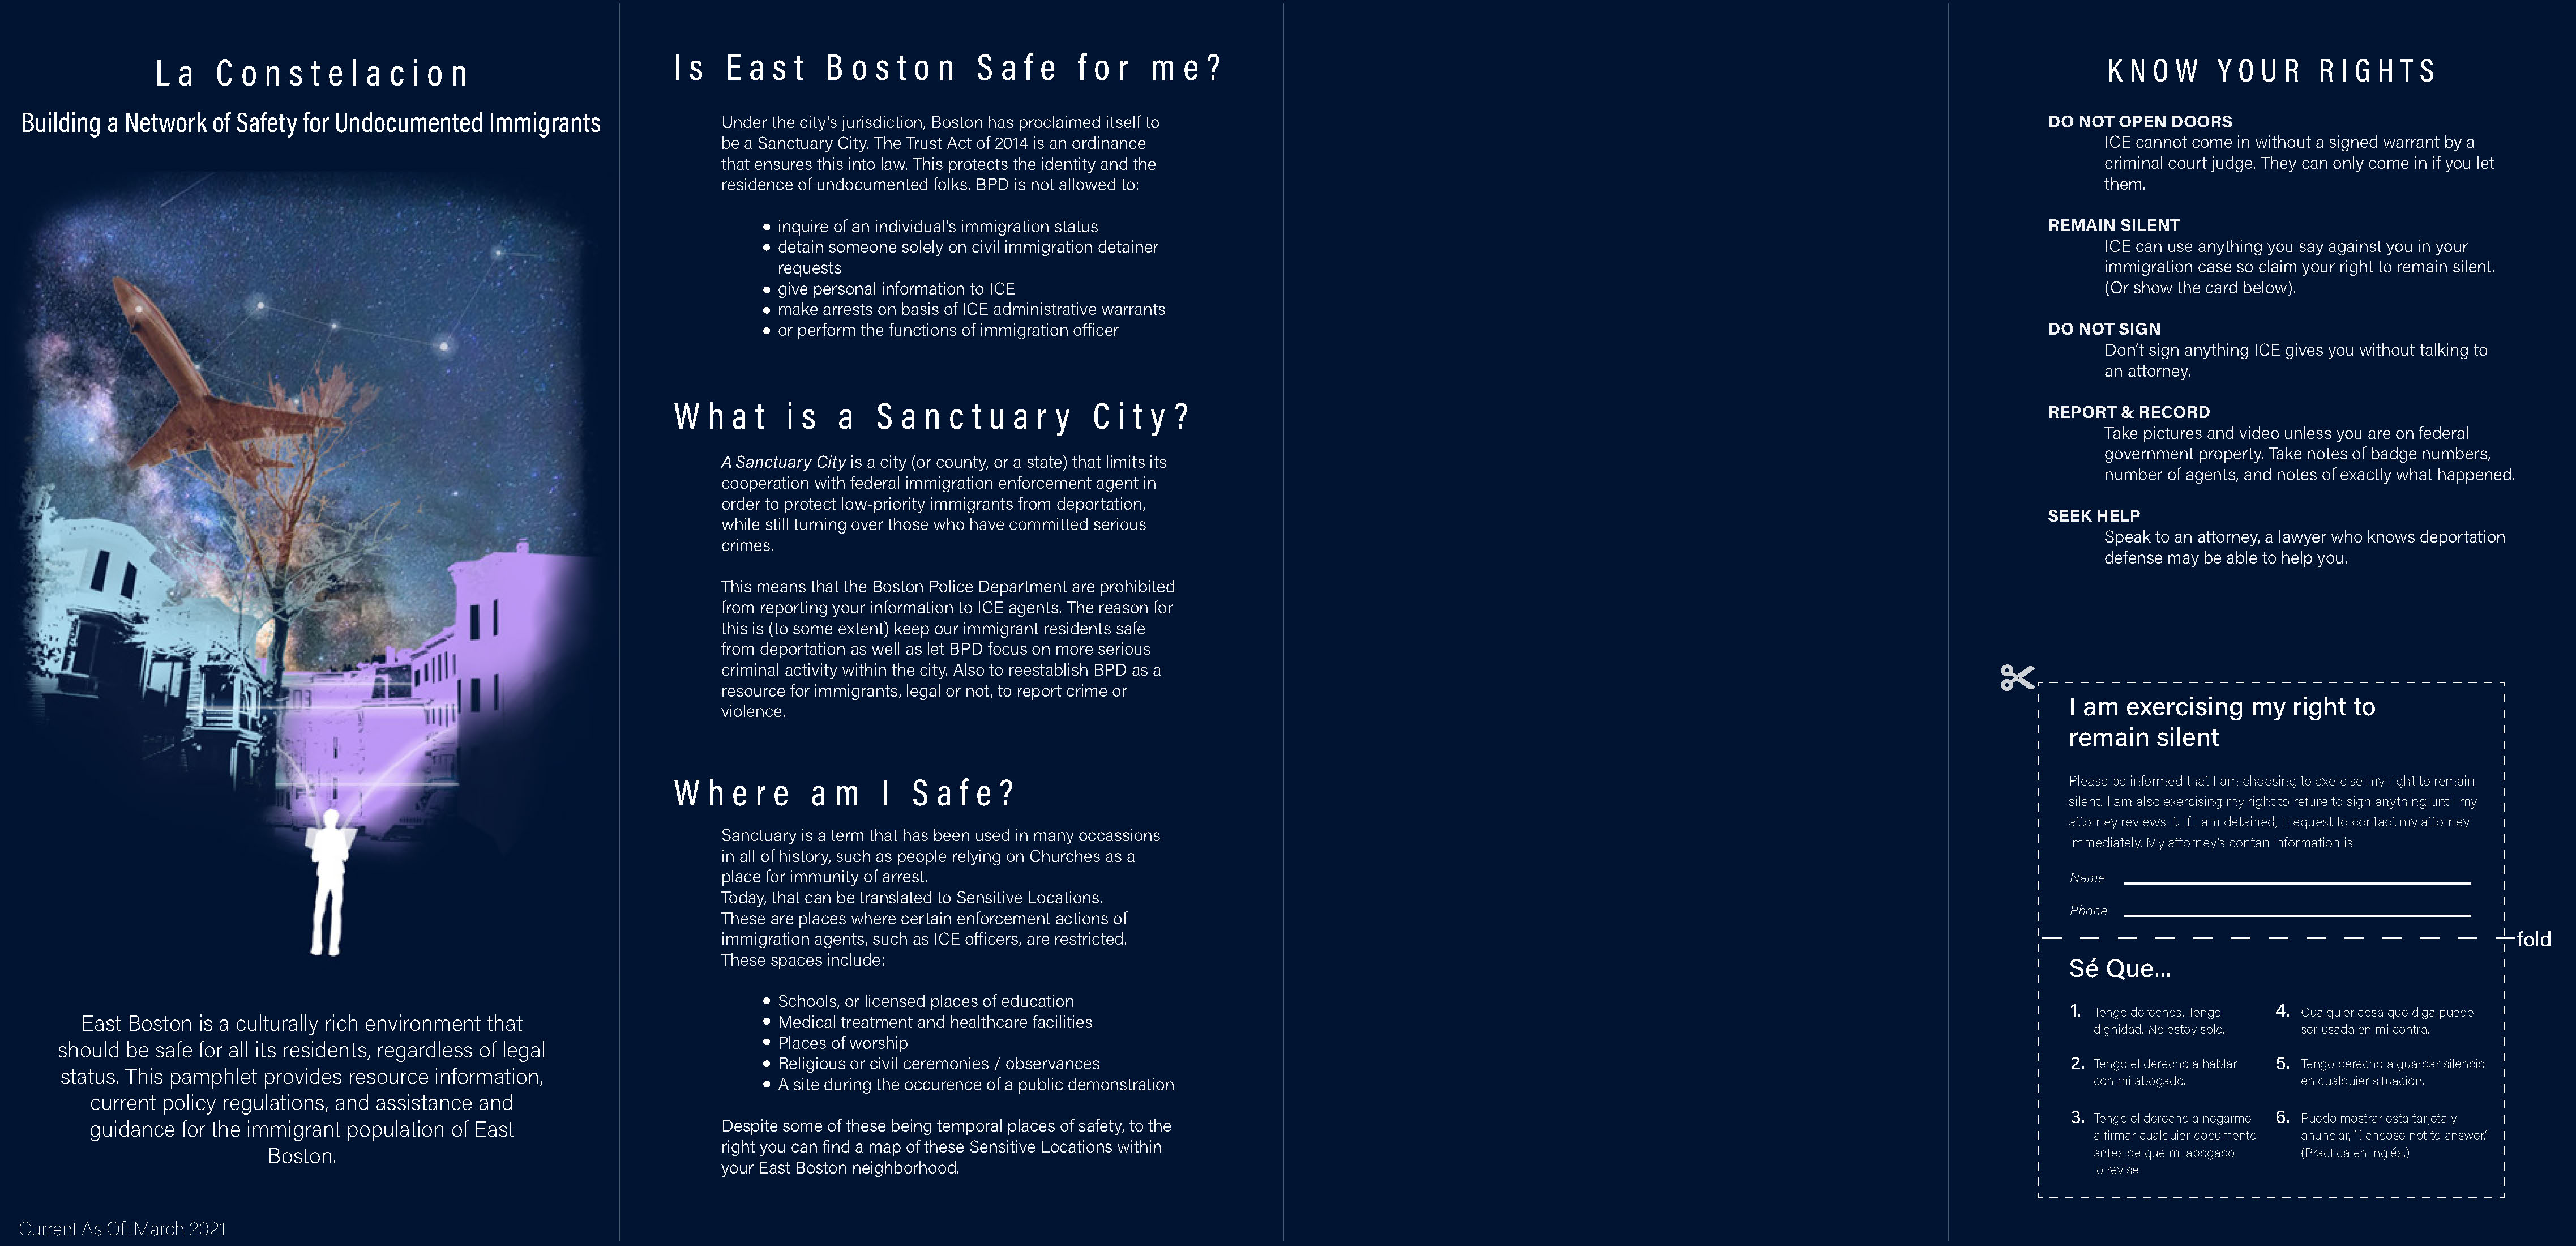 La Constelacion
Building a Network of Safety for Undocumented Immigrants
East Boston is a culturally rich environment that
should be safe for all its residents, regardless of legal
status. This pamphlet provides resource information,
current policy regulations, and assistance and
guidance for the immigrant population of East
Boston.
Current As Of: March 2021
Is East Boston Safe for me?
Under the city's jurisdiction, Boston has proclaimed itself to
be a Sanctuary City. The Trust Act of 2014 is an ordinance
that ensures this into law. This protects the identity and the
residence of undocumented folks. BPD is not allowed to:
• inquire of an individual's immigration status
• detain someone solely on civil immigration detainer
requests
• give personal information to ICE
• make arrests on basis of ICE administrative warrants
• or perform the functions of immigration officer
What is a Sanctuary City?
A Sanctuary City is a city (or county, or a state) that limits its
cooperation with federal immigration enforcement agent in
order to protect low-priority immigrants from deportation,
while still turning over those who have committed serious
crimes.
This means that the Boston Police Department are prohibited
from reporting your information to ICE agents. The reason for
this is (to some extent) keep our immigrant residents safe
from deportation as well as let BPD focus on more serious
criminal activity within the city. Also to reestablish BPD as a
resource for immigrants, legal or not, to report crime or
violence.
Where am I Safe?
Sanctuary is a term that has been used in many occassions
in all of history, such as people relying on Churches as a
place for immunity of arrest.
Today, that can be translated to Sensitive Locations.
These are places where certain enforcement actions of
immigration agents, such as ICE officers, are restricted.
These spaces include:
• Schools, or licensed places of education
• Medical treatment and healthcare facilities
• Places of worship
• Religious or civil ceremonies / observances
• A site during the occurence of a public demonstration
Despite some of these being temporal places of safety, to the
right you can find a map of these Sensitive Locations within
your East Boston neighborhood.
KNOW YOUR RIGHTS
DO NOT OPEN DOORS
ICE cannot come in without a signed warrant by a
criminal court judge. They can only come in if you let
them.
REMAIN SILENT
ICE can use anything you say against you in your
immigration case so claim your right to remain silent.
(Or show the card below).
DO NOT SIGN
Don't sign anything ICE gives you without talking to
an attorney.
REPORT & RECORD
Take pictures and video unless you are on federal
government property. Take notes of badge numbers,
number of agents, and notes of exactly what happened.
SEEK HELP
Speak to an attorney, a lawyer who knows deportation
defense may be able to help you.
I am exercising my right to
remain silent
Please be informed that I am choosing to exercise my right to remain
silent. I am also exercising my right to refure to sign anything until my
attorney reviews it. If I am detained, I request to contact my attorney
immediately. My attorney's contan information is
Name
Phone
fold
Sé Que...
1. Tengo derechos. Tengo
dignidad. No estoy solo.
2. Tengo el derecho a hablar
con mi abogado.
3. Tengo el derecho a negarme
a firmar cualquier documento
antes de que mi abogado
lo revise
4. Cualquier cosa que diga puede
ser usada en mi contra.
5. Tengo derecho a guardar silencio
en cualquier situación.
6. Puedo mostrar esta tarjeta y
anunciar, "I choose not to answer."
(Practica en inglés.)